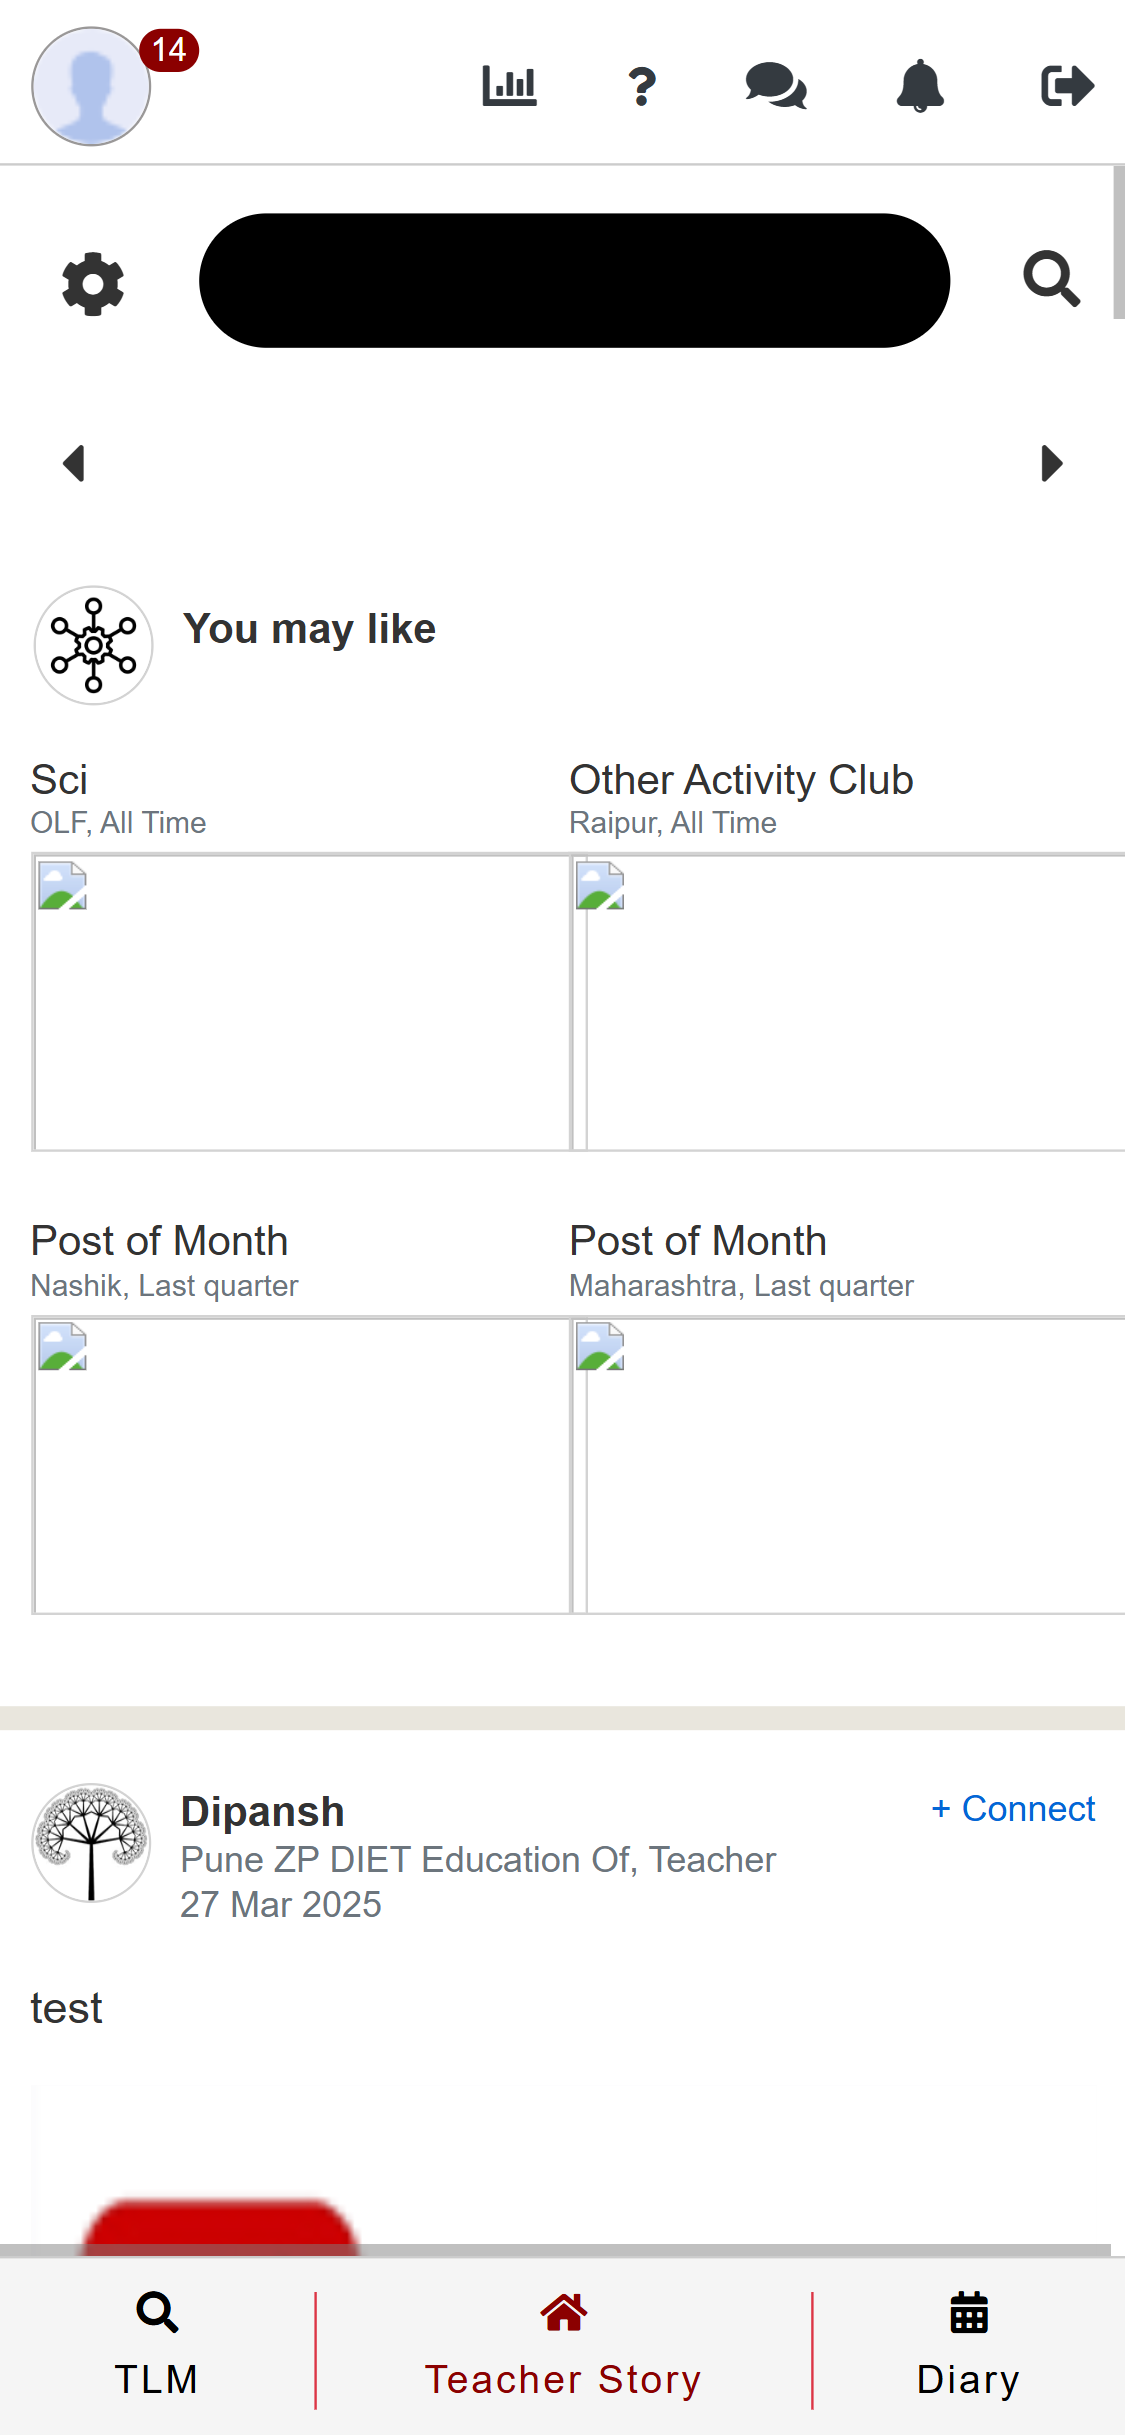 14
You may like
Sci
OLF, All Time
Other Activity Club
Raipur, All Time
Post of Month
Nashik, Last quarter
Post of Month
Maharashtra, Last quarter
Dipansh
+ Connect
Pune ZP DIET Education Of, Teacher
27 Mar 2025
test
TLM
Teacher Story
Diary